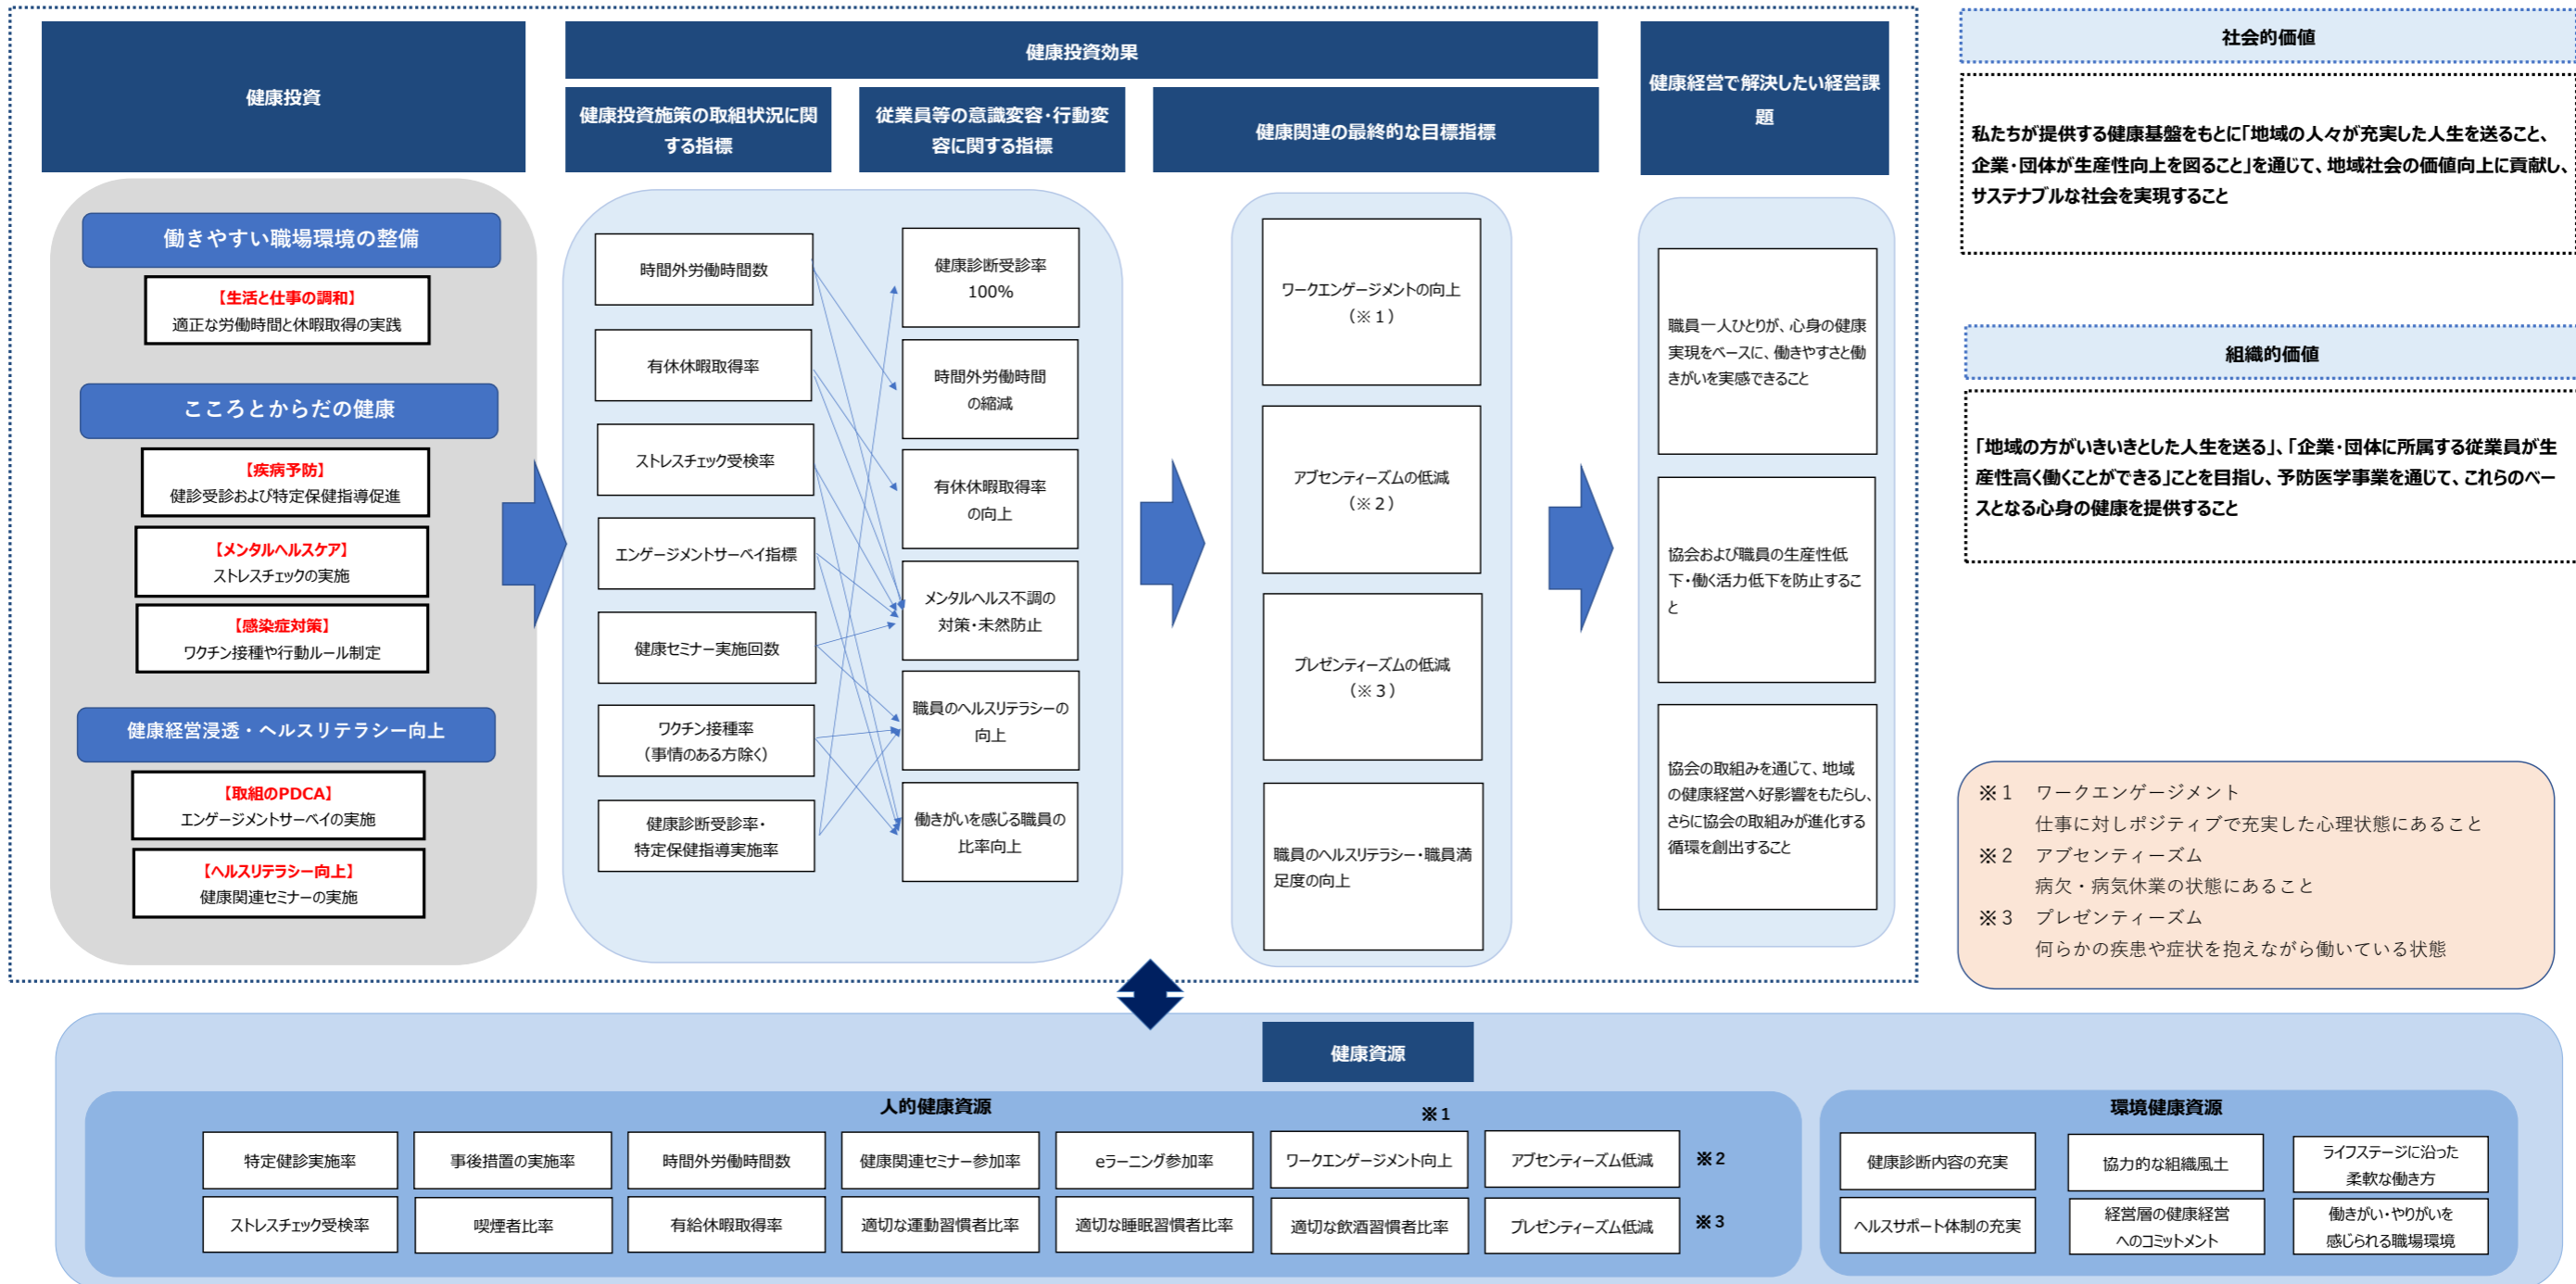 健康投資
健康投資効果
健康投資施策の取組状況に関
する指標
従業員等の意識変容・行動変
容に関する指標
健康関連の最終的な目標指標
健康経営で解決したい経営課
題
働きやすい職場環境の整備
【生活と仕事の調和】
適正な労働時間と休暇取得の実践
こころとからだの健康
【疾病予防】
健診受診および特定保健指導促進
【メンタルヘルスケア】
ストレスチェックの実施
【感染症対策】
ワクチン接種や行動ルール制定
健康経営浸透・ヘルスリテラシー向上
【取組のPDCA】
エンゲージメントサーベイの実施
【ヘルスリテラシー向上】
健康関連セミナーの実施
時間外労働時間数
有休休暇取得率
ストレスチェック受検率
エンゲージメントサーベイ指標
健康セミナー実施回数
ワクチン接種率
（事情のある方除く）
健康診断受診率・
特定保健指導実施率
健康診断受診率
100%
時間外労働時間
の縮減
有休休暇取得率
の向上
メンタルヘルス不調の
対策・未然防止
職員のヘルスリテラシーの
向上
働きがいを感じる職員の
比率向上
ワークエンゲージメントの向上
（※1）
アブセンティーズムの低減
（※2）
プレゼンティーズムの低減
（※3）
職員のヘルスリテラシー・職員満
足度の向上
職員一人ひとりが、心身の健康
実現をベースに、働きやすさと働
きがいを実感できること
協会および職員の生産性低
下・働く活力低下を防止するこ
と
協会の取組みを通じて、地域
の健康経営へ好影響をもたらし、
さらに協会の取組みが進化する
循環を創出すること
社会的価値
私たちが提供する健康基盤をもとに「地域の人々が充実した人生を送ること、
企業・団体が生産性向上を図ること」を通じて、地域社会の価値向上に貢献し、
サステナブルな社会を実現すること
組織的価値
「地域の方がいきいきとした人生を送る」、「企業・団体に所属する従業員が生
産性高く働くことができる」ことを目指し、予防医学事業を通じて、これらのベー
スとなる心身の健康を提供すること
※1 ワークエンゲージメント
仕事に対しポジティブで充実した心理状態にあること
※2 アブセンティーズム
病欠・病気休業の状態にあること
※3 プレゼンティーズム
何らかの疾患や症状を抱えながら働いている状態
健康資源
人的健康資源
※1
特定健診実施率
事後措置の実施率
時間外労働時間数
健康関連セミナー参加率
eラーニング参加率
ワークエンゲージメント向上
アブセンティーズム低減
※2
ストレスチェック受検率
喫煙者比率
有給休暇取得率
適切な運動習慣者比率
適切な睡眠習慣者比率
適切な飲酒習慣者比率
プレゼンティーズム低減
※3
環境健康資源
健康診断内容の充実
協力的な組織風土
ライフステージに沿った
柔軟な働き方
ヘルスサポート体制の充実
経営層の健康経営
へのコミットメント
働きがい・やりがいを
感じられる職場環境